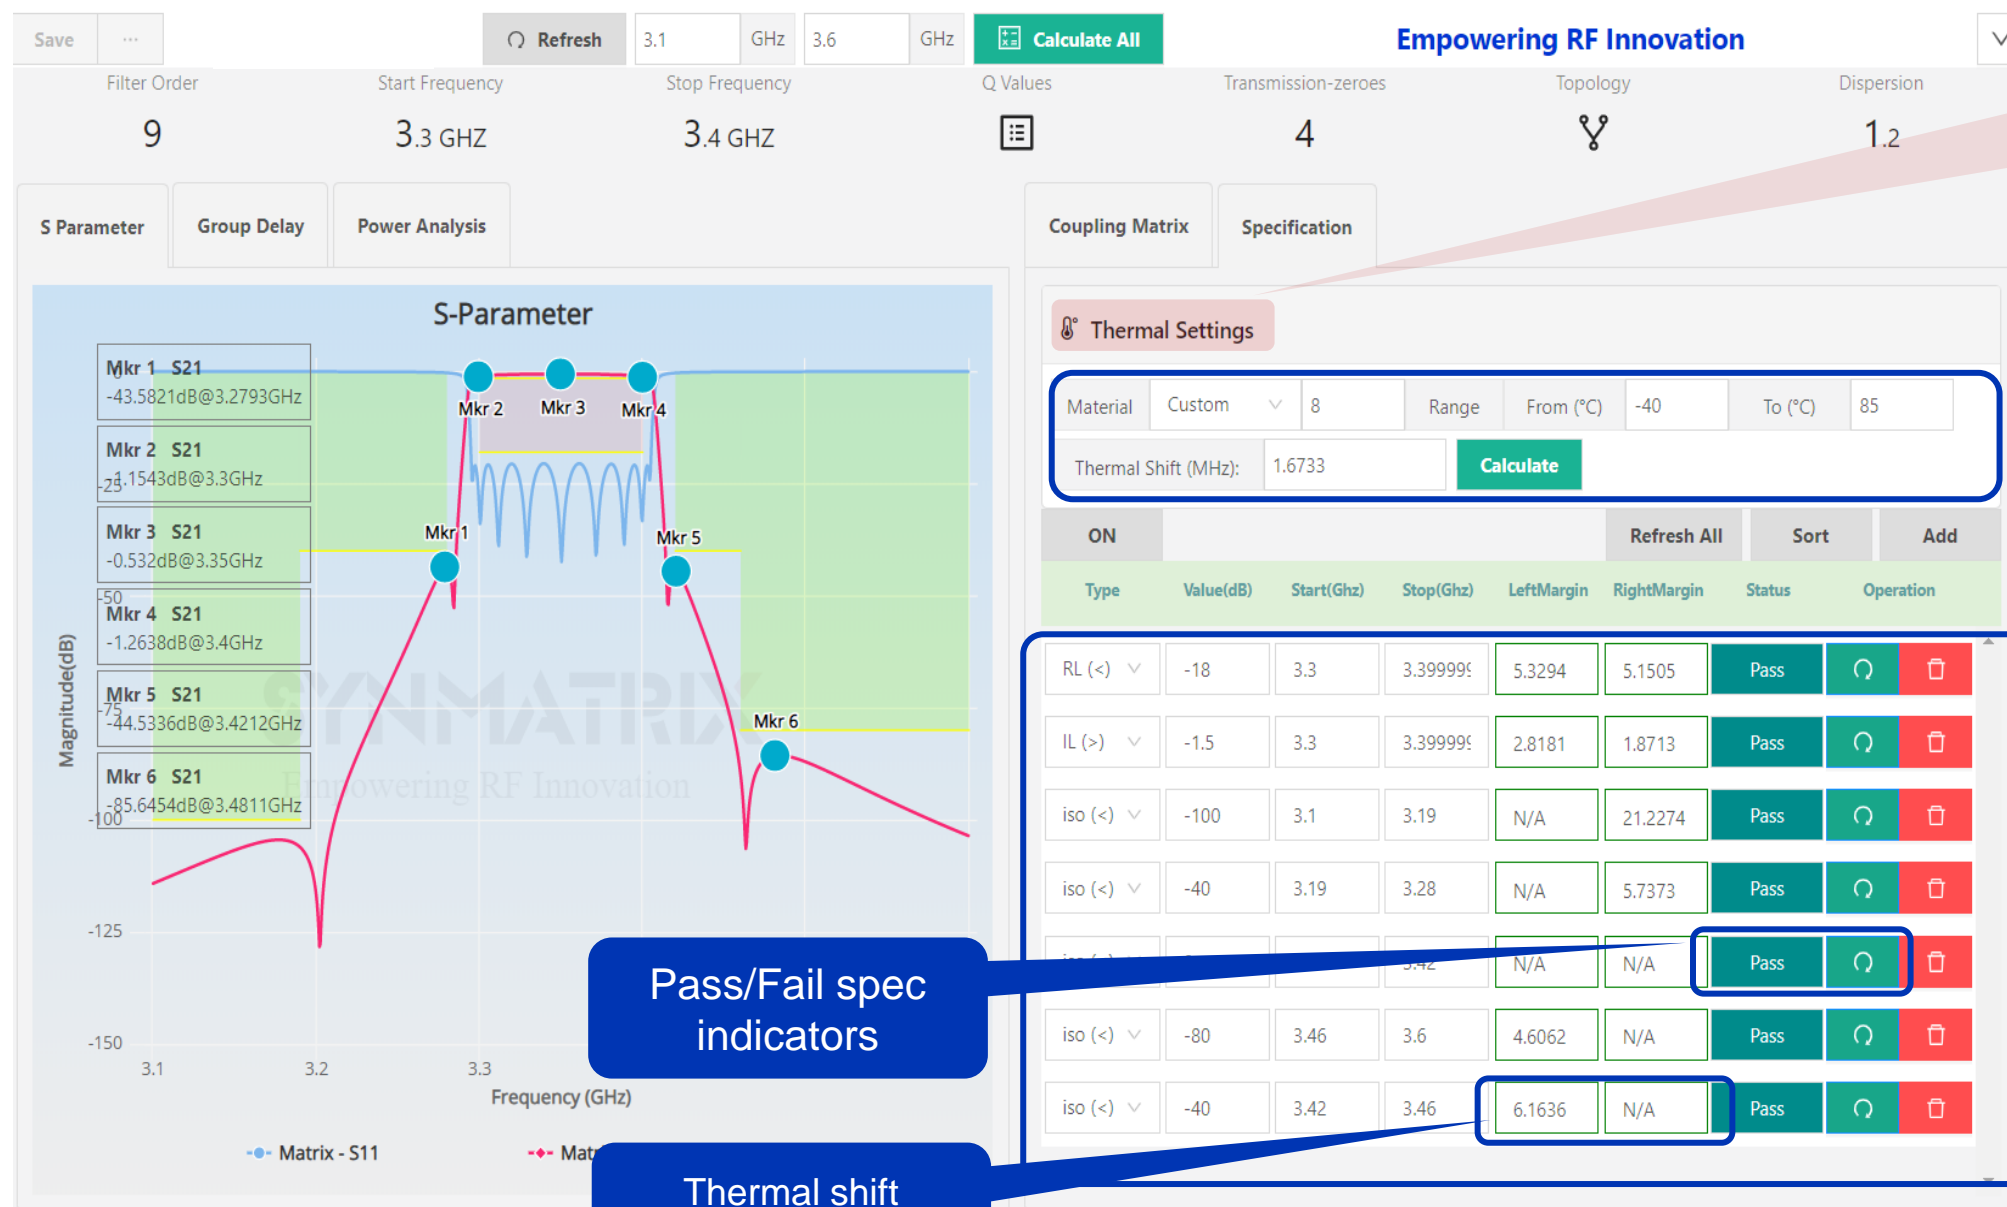 Save ... Refresh 3.1 GHz 3.6 GHz Calculate All Empowering RF Innovation
Filter Order Start Frequency Stop Frequency Q Values Transmission-zeroes Topology Dispersion
9 3.3 GHZ 3.4 GHZ 4 1.2
S Parameter Group Delay Power Analysis
Coupling Matrix Specification
S-Parameter
Mkr 1 S21
-43.5821dB@3.2793GHz
Mkr 2 S21
-1.1543dB@3.3GHz
Mkr 3 S21
-0.532dB@3.35GHz
Mkr 4 S21
-1.2638dB@3.4GHz
Mkr 5 S21
-44.5336dB@3.4212GHz
Mkr 6 S21
-85.6454dB@3.4811GHz
Mkr 2 Mkr 3 Mkr 4
Mkr 1 Mkr 5
Mkr 6
0
-25
-50
-75
-100
-125
-150
Magnitude(dB)
SYNMATRIX
Empowering RF Innovation
3.1 3.2 3.3
Frequency (GHz)
Matrix - S11
Thermal Settings
Material Custom 8 Range From (°C) -40 To (°C) 85
Thermal Shift (MHz): 1.6733 Calculate
ON Refresh All Sort Add
Type Value(dB) Start(Ghz) Stop(Ghz) LeftMargin RightMargin Status Operation
RL (<) -18 3.3 3.399999 5.3294 5.1505 Pass
IL (>) -1.5 3.3 3.399999 2.8181 1.8713 Pass
iso (<) -100 3.1 3.19 N/A 21.2274 Pass
iso (<) -40 3.19 3.28 N/A 5.7373 Pass
3.42 N/A N/A Pass
iso (<) -80 3.46 3.6 4.6062 N/A Pass
iso (<) -40 3.42 3.46 6.1636 N/A Pass
Pass/Fail spec
indicators
Thermal shift